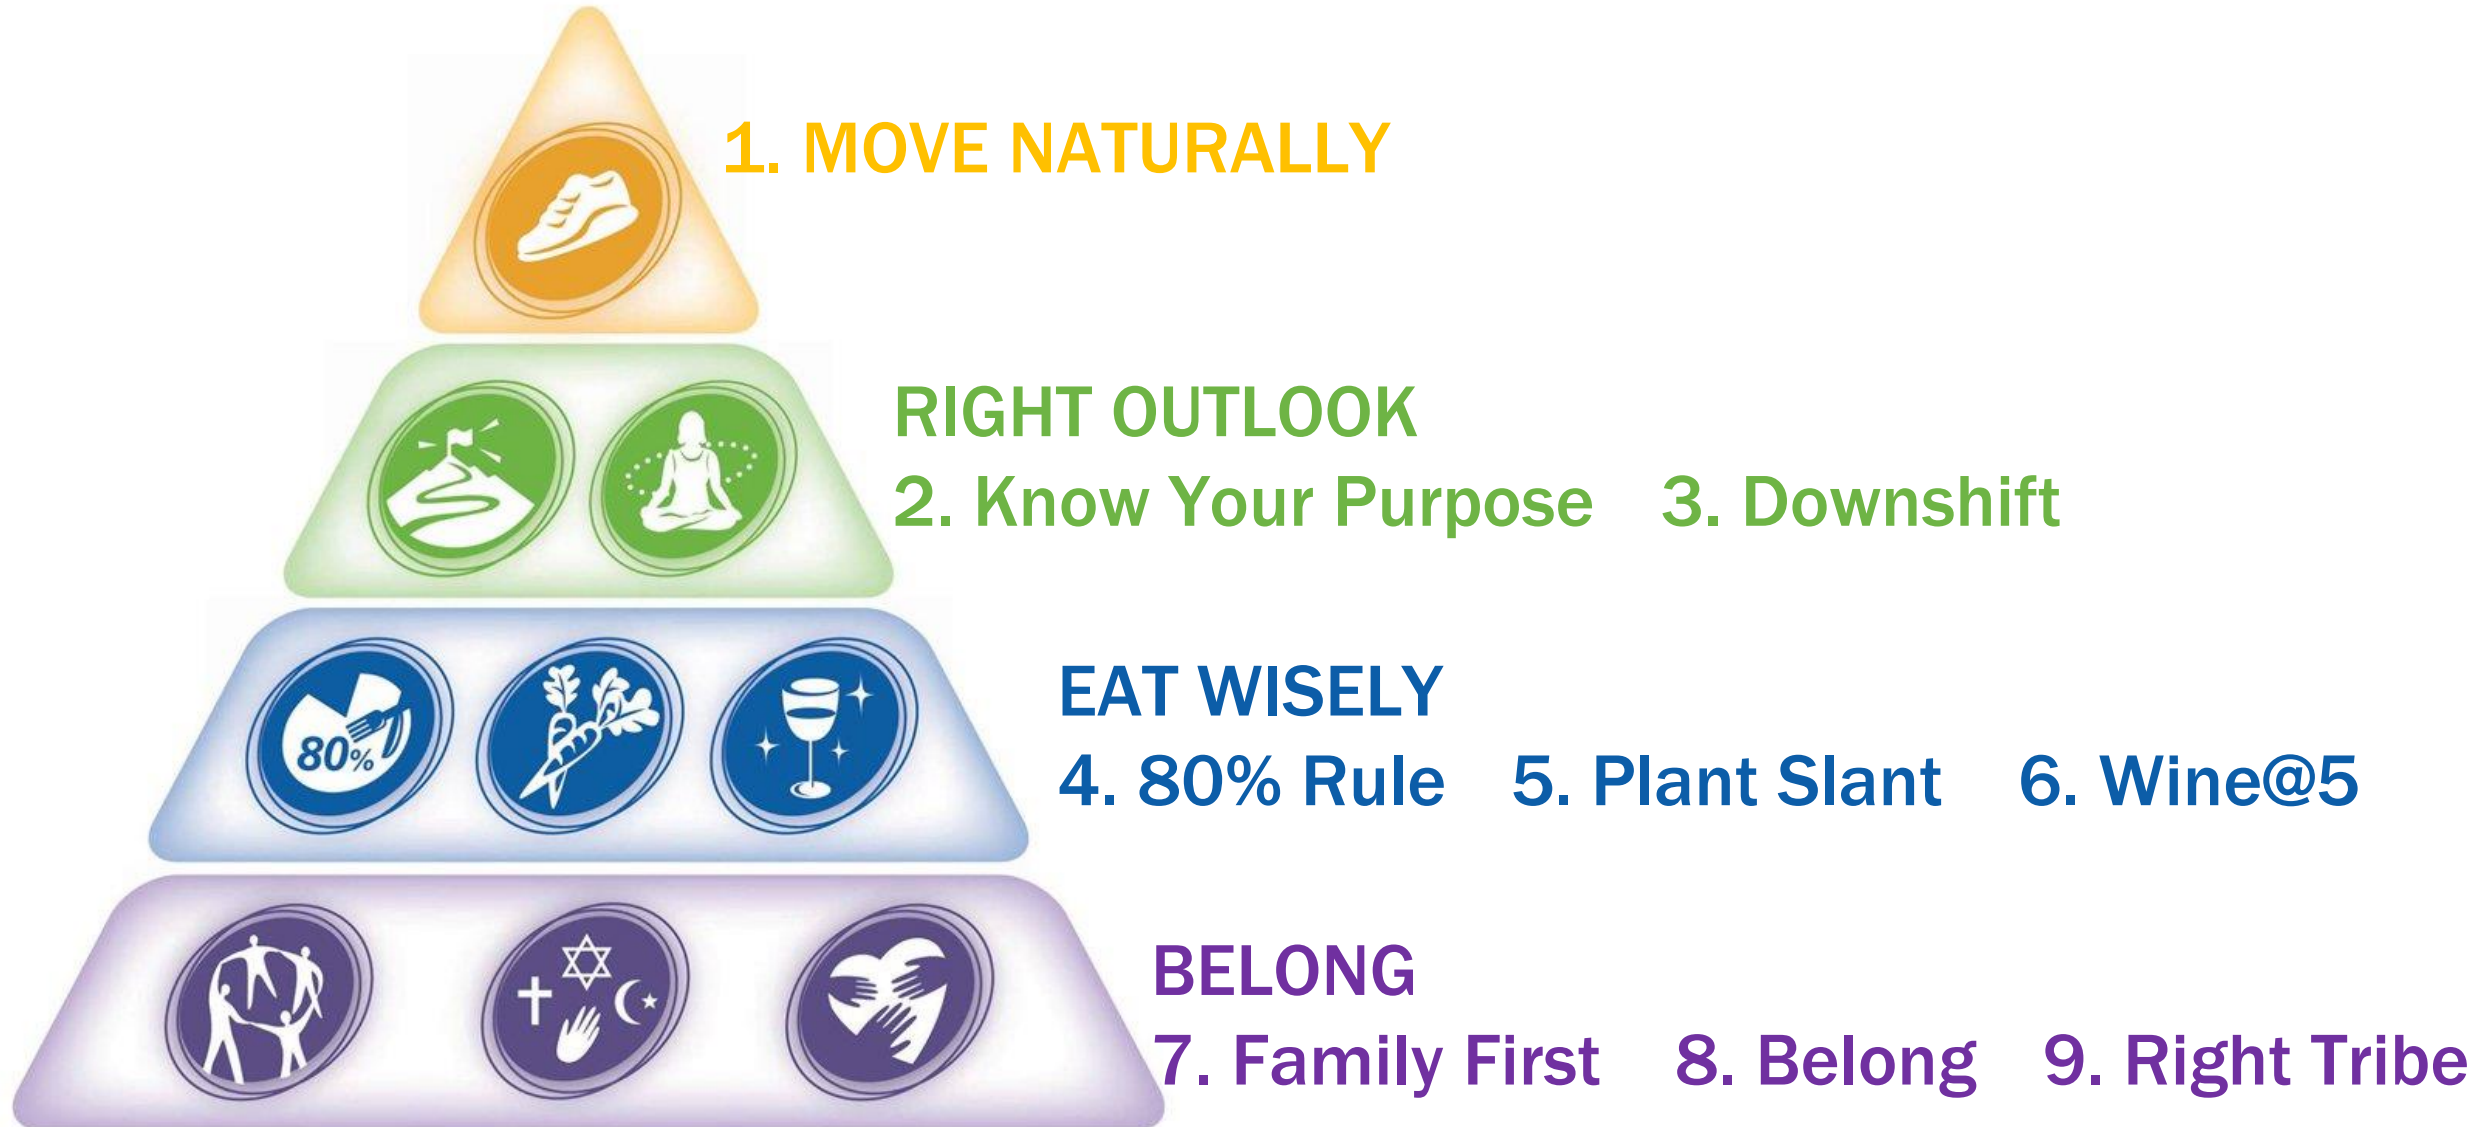 1. MOVE NATURALLY
RIGHT OUTLOOK
2. Know Your Purpose 3. Downshift
EAT WISELY
80%
4. 80% Rule 5. Plant Slant 6. Wine@5
BELONG
7. Family First 8. Belong 9. Right Tribe